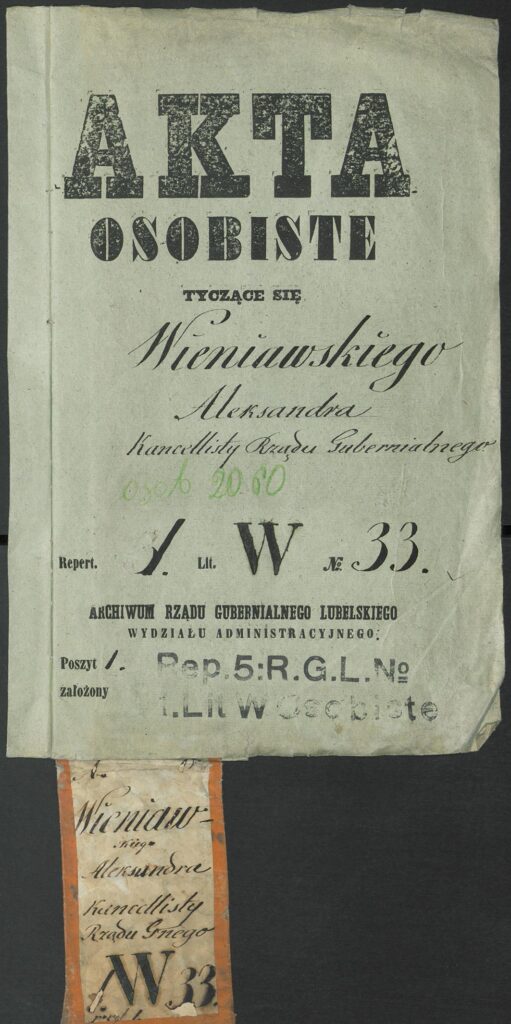 AKTA
OSOBISTE
TYCZĄCE SIĘ
Wieniawskiego
Aleksandra
Kancellisty Rządu Gubernialnego
osob 2060
Repert. 1. Lit. W № 33.
ARCHIWUM RZĄDU GUBERNIALNEGO LUBELSKIEGO
WYDZIAŁU ADMINISTRACYJNEGO.
Poszyt 1.
założony
Rep.5:R.G.L.№
1.Lit W Osobiste
Wieniaw-
skiego
Aleksandra
Kancellisty
Rządu Gnego
1. W 33.